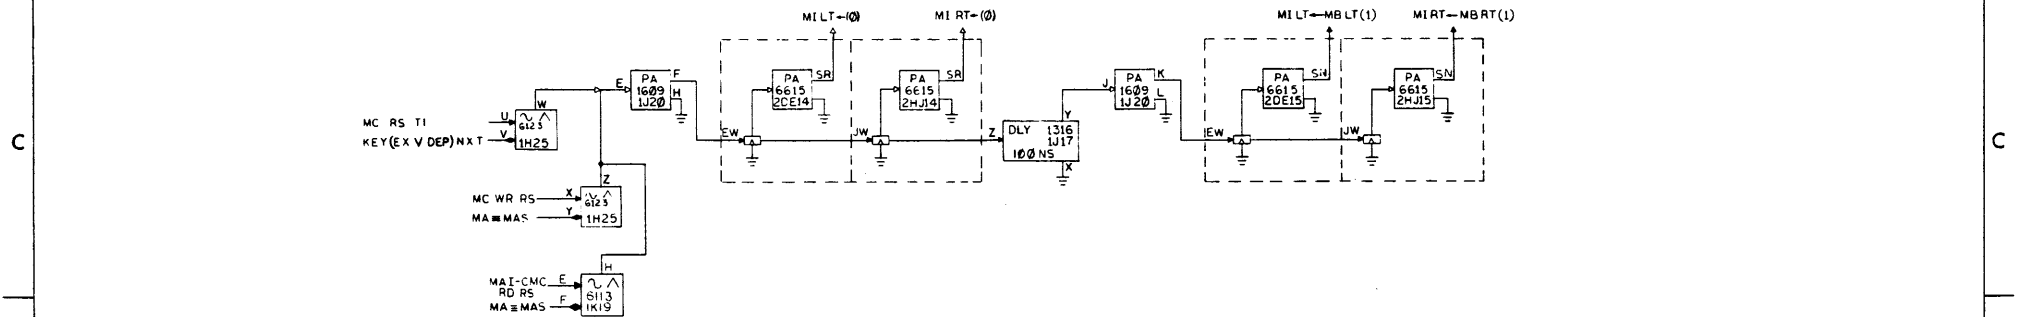 MI LT←(Ø)
MI RT←(Ø)
MI LT←MB LT(1)
MI RT←MB RT(1)
E
PA
1609
1J20
F
H
PA
6615
2DE14
SR
PA
6615
2HJ14
SR
J
PA
1609
1J20
K
L
PA
6615
2DE15
SN
PA
6615
2HJ15
SN
MC RS T1
U
W
6123
KEY(EX V DEP)NXT
V
1H25
EW
JW
Z
DLY 1316
1J17
100 NS
Y
X
EW
JW
C
C
MC WR RS
X
Z
6123
MA≡MAS
Y
1H25
MAI-CMC
RD RS
E
H
6113
MA≡MAS
F
1K19